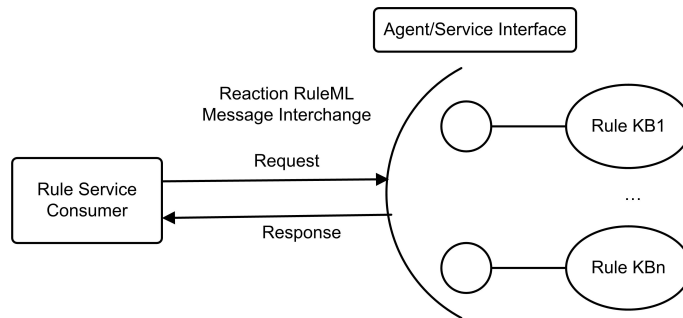 Agent/Service Interface
Reaction RuleML
Message Interchange
Rule KB1
Request
Rule Service
Consumer
...
Response
Rule KBn